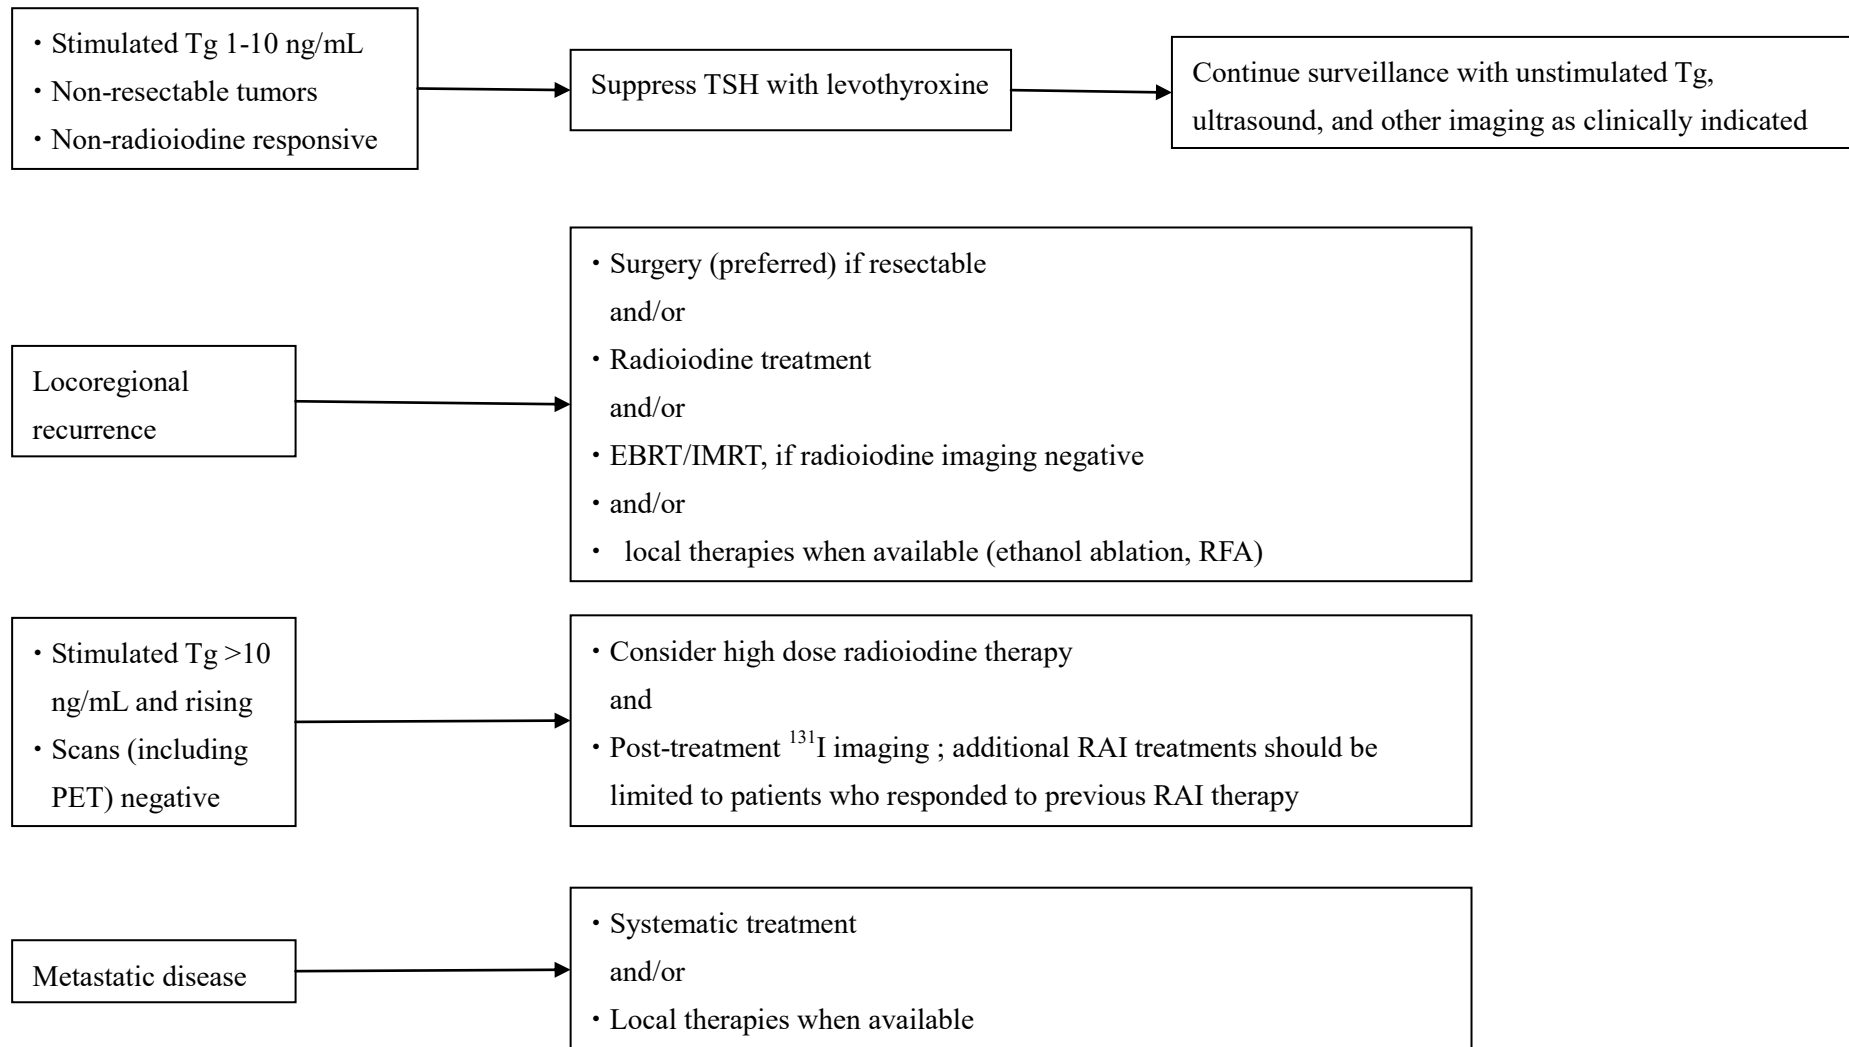 ・Stimulated Tg 1-10 ng/mL
・Non-resectable tumors
・Non-radioiodine responsive
Suppress TSH with levothyroxine
Continue surveillance with unstimulated Tg,
ultrasound, and other imaging as clinically indicated
Locoregional
recurrence
・Surgery (preferred) if resectable
and/or
・Radioiodine treatment
and/or
・EBRT/IMRT, if radioiodine imaging negative
・and/or
・ local therapies when available (ethanol ablation, RFA)
・Stimulated Tg >10
ng/mL and rising
・Scans (including
PET) negative
・Consider high dose radioiodine therapy
and
・Post-treatment ¹³¹I imaging ; additional RAI treatments should be
limited to patients who responded to previous RAI therapy
Metastatic disease
・Systematic treatment
and/or
・Local therapies when available